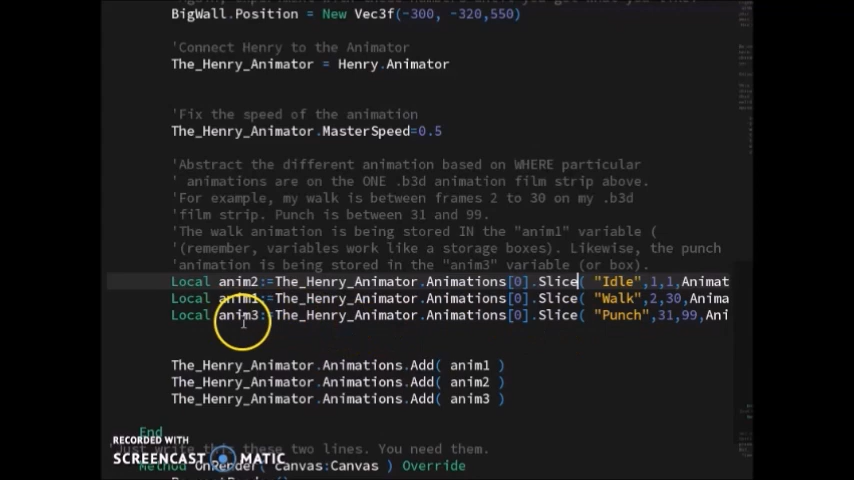 BigWall.Position = New Vec3f(-300, -320,550)
'Connect Henry to the Animator
The_Henry_Animator = Henry.Animator
'Fix the speed of the animation
The_Henry_Animator.MasterSpeed=0.5
'Abstract the different animation based on WHERE particular
' animations are on the ONE .b3d animation film strip above.
'For example, my walk is between frames 2 to 30 on my .b3d
'film strip. Punch is between 31 and 99.
'The walk animation is being stored IN the "anim1" variable (
'(remember, variables work like a storage boxes). Likewise, the punch
'animation is being stored in the "anim3" variable (or box).
Local anim2:=The_Henry_Animator.Animations[0].Slice( "Idle",1,1,Animat
Local anim1:=The_Henry_Animator.Animations[0].Slice( "Walk",2,30,Anima
Local anim3:=The_Henry_Animator.Animations[0].Slice( "Punch",31,99,Ani
The_Henry_Animator.Animations.Add( anim1 )
The_Henry_Animator.Animations.Add( anim2 )
The_Henry_Animator.Animations.Add( anim3 )
End
RECORDED WITH
'Just write this these two lines. You need them.
SCREENCAST MATIC
Method OnRender( Canvas:Canvas ) Override